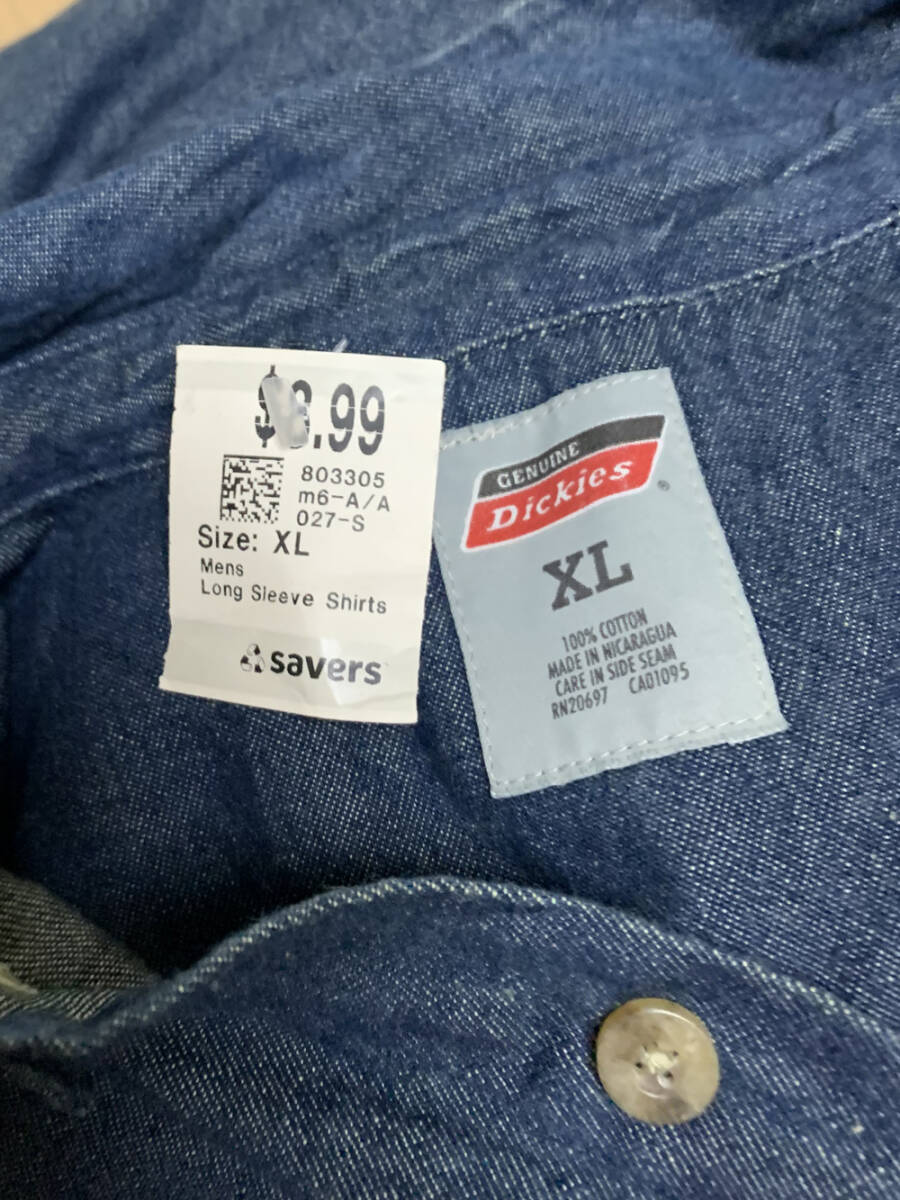 .99
803305
m6-A/A
027-S
Size: XL
Mens
Long Sleeve Shirts
savers
GENUINE
Dickies
®
XL
100% COTTON
MADE IN NICARAGUA
CARE IN SIDE SEAM
RN20697 CA01095